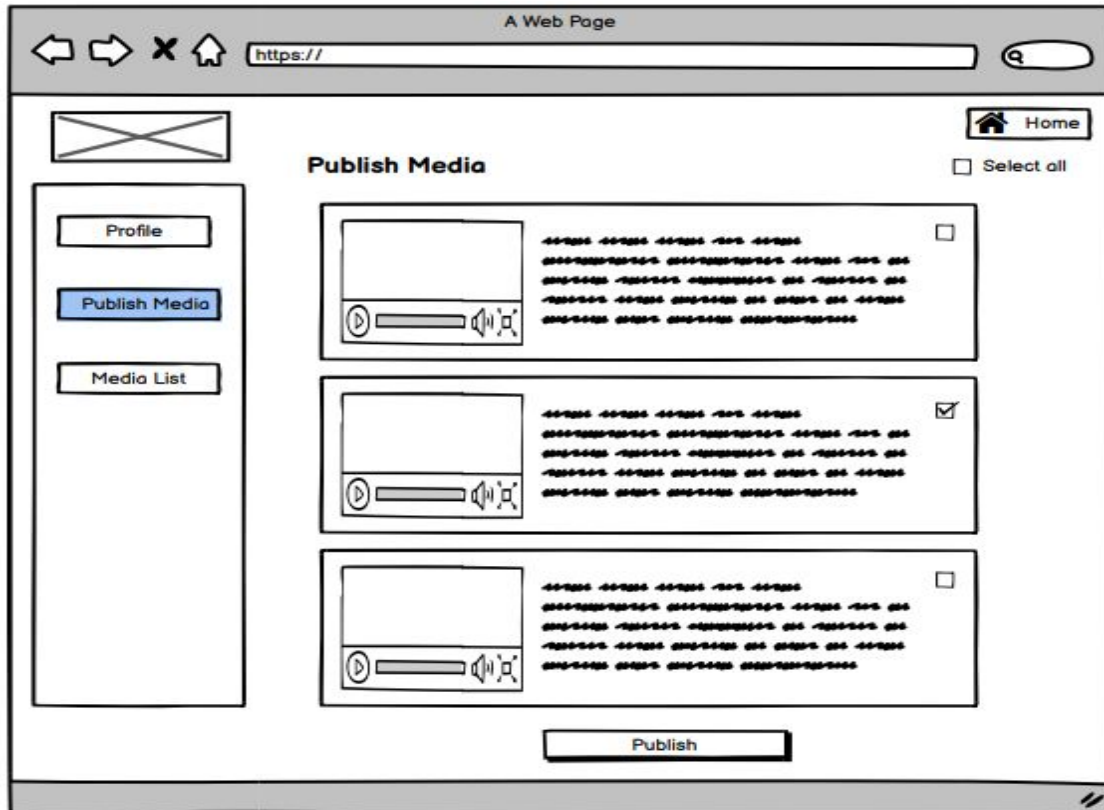 A Web Page
https://
Home
Publish Media
Select all
Profile
Publish Media
Media List
Publish